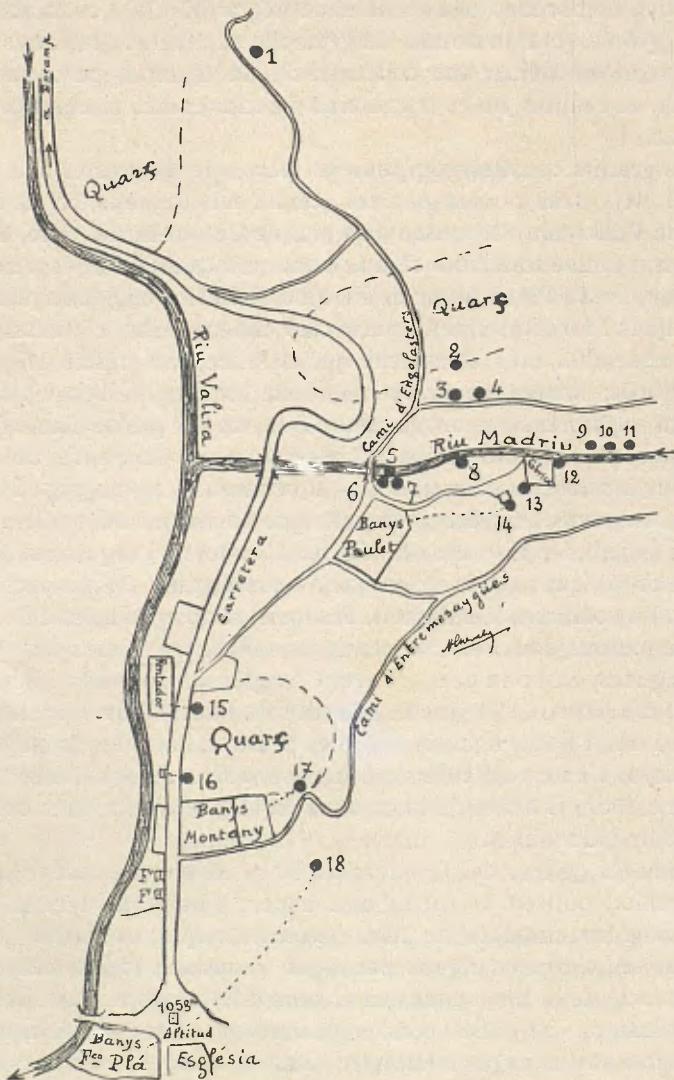 1
a Escamp
Quarç
Quarç
2
3
4
Camí d'Engolasters
Riu Valira
Riu Madriu
9
10
11
5
6
7
8
12
13
14
Banys
Paulet
Carretera
Camí d'Entremesaygües
Rentador
15
Quarç
16
17
Banys
Montany
18
1053
Altitud
Banys
Fco Plá
Església